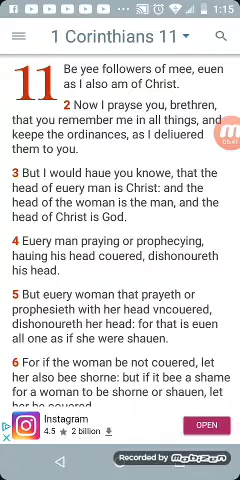 1:15
1 Corinthians 11
11 Be yee followers of mee, euen
as I also am of Christ.
2 Now I prayse you, brethren,
that you remember me in all things, and
keepe the ordinances, as I deliuered
them to you.
05:41
3 But I would haue you knowe, that the
head of euery man is Christ: and the
head of the woman is the man, and the
head of Christ is God.
4 Euery man praying or prophecying,
hauing his head couered, dishonoureth
his head.
5 But euery woman that prayeth or
prophesieth with her head vncouered,
dishonoureth her head: for that is euen
all one as if she were shauen.
6 For if the woman be not couered, let
her also bee shorne: but if it bee a shame
for a woman to be shorne or shauen, let
her be couered.
Instagram
4.5 ★ 2 billion
OPEN
Recorded by mobizen